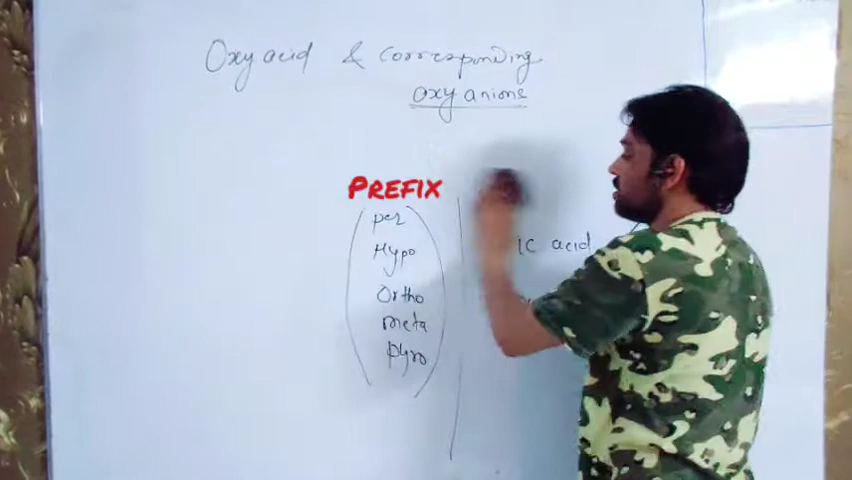 Oxyacid & corresponding
oxyanions
PREFIX
per
Hypo
Ortho
meta
pyro
ic acid